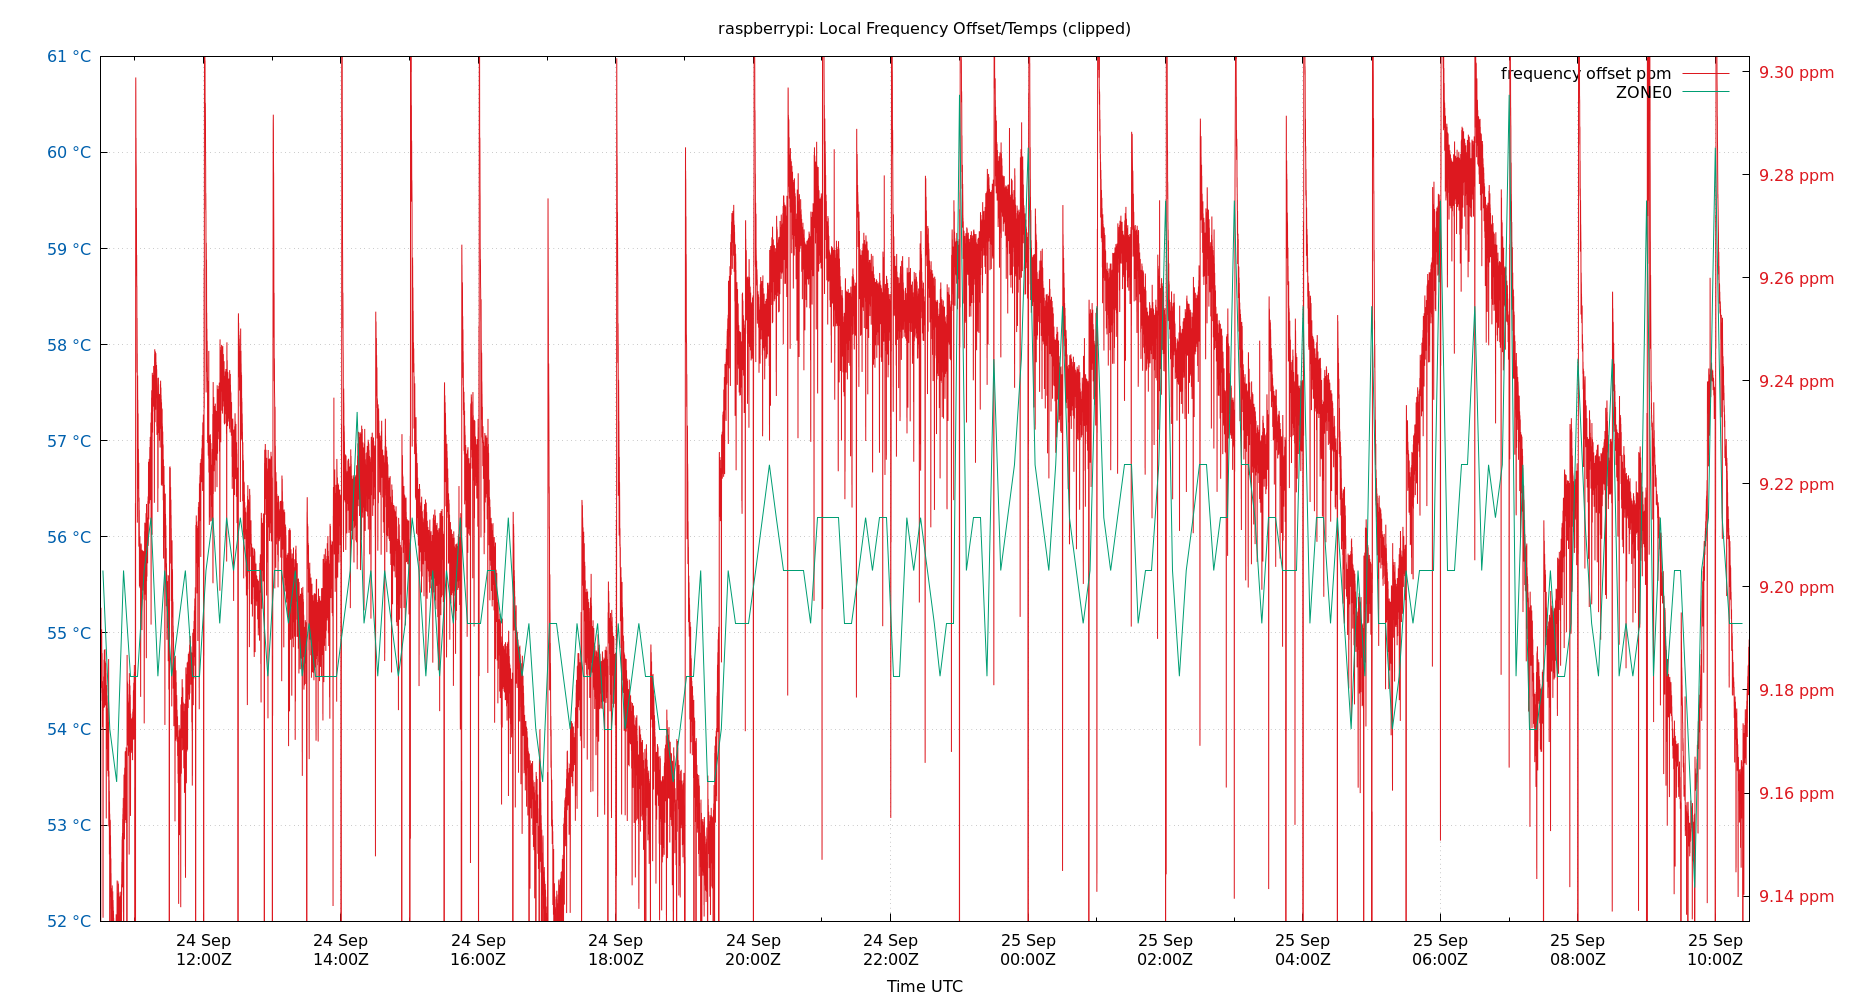 raspberrypi: Local Frequency Offset/Temps (clipped)
frequency offset ppm
ZONE0
61 °C
60 °C
59 °C
58 °C
57 °C
56 °C
55 °C
54 °C
53 °C
52 °C
9.30 ppm
9.28 ppm
9.26 ppm
9.24 ppm
9.22 ppm
9.20 ppm
9.18 ppm
9.16 ppm
9.14 ppm
24 Sep
12:00Z
24 Sep
14:00Z
24 Sep
16:00Z
24 Sep
18:00Z
24 Sep
20:00Z
24 Sep
22:00Z
25 Sep
00:00Z
25 Sep
02:00Z
25 Sep
04:00Z
25 Sep
06:00Z
25 Sep
08:00Z
25 Sep
10:00Z
Time UTC